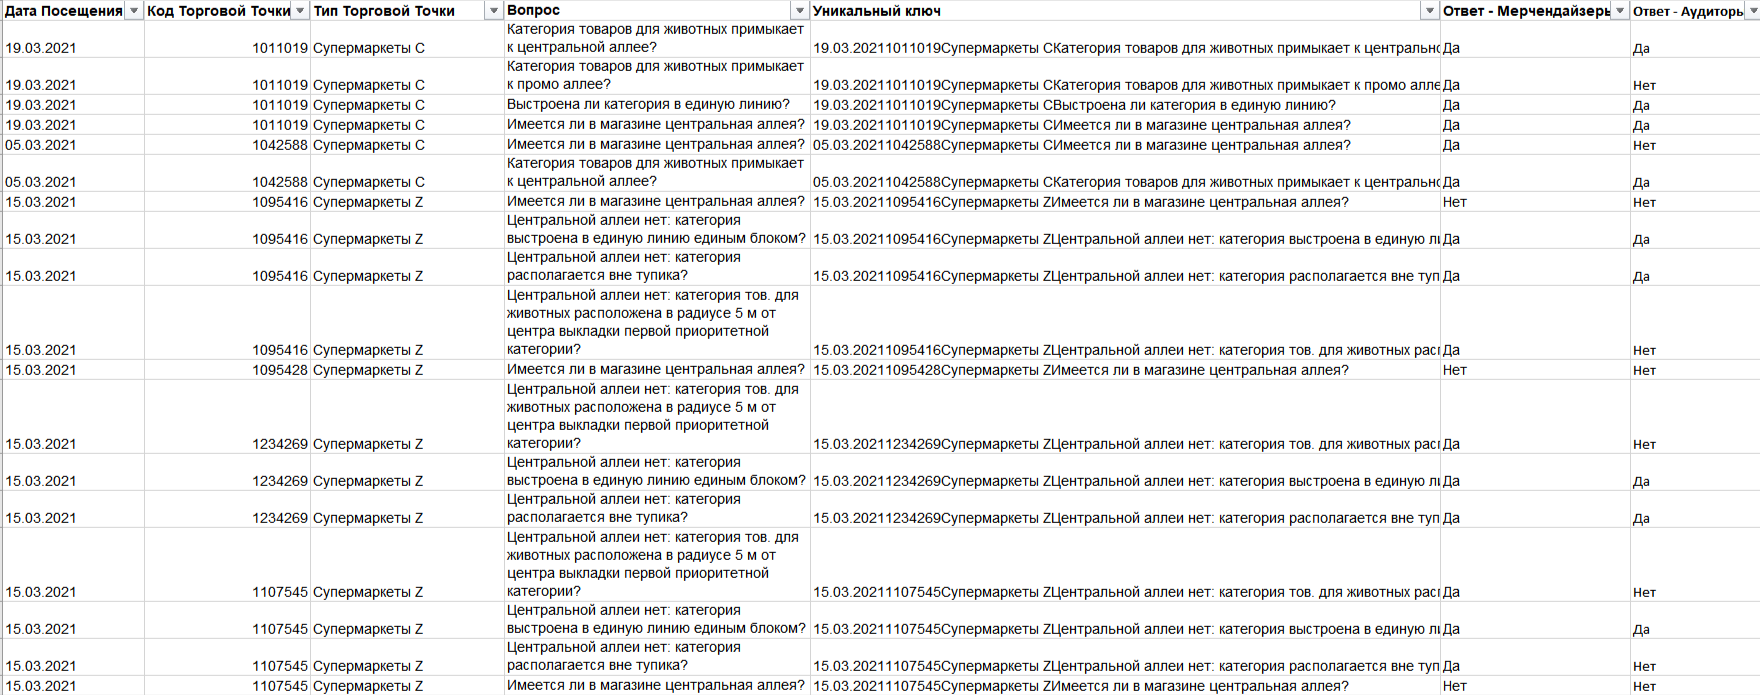 Дата Посещения Код Торговой Точки Тип Торговой Точки Вопрос Уникальный ключ Ответ - Мерчендайзеры Ответ - Аудиторы
Категория товаров для животных примыкает
19.03.2021 1011019 Супермаркеты C к центральной аллее? 19.03.20211011019Супермаркеты CКатегория товаров для животных примыкает к центрально Да Да
Категория товаров для животных примыкает
19.03.2021 1011019 Супермаркеты C к промо аллее? 19.03.20211011019Супермаркеты CКатегория товаров для животных примыкает к промо алле Да Нет
19.03.2021 1011019 Супермаркеты C Выстроена ли категория в единую линию? 19.03.20211011019Супермаркеты CВыстроена ли категория в единую линию? Да Да
19.03.2021 1011019 Супермаркеты C Имеется ли в магазине центральная аллея? 19.03.20211011019Супермаркеты CИмеется ли в магазине центральная аллея? Да Да
05.03.2021 1042588 Супермаркеты C Имеется ли в магазине центральная аллея? 05.03.20211042588Супермаркеты CИмеется ли в магазине центральная аллея? Да Нет
Категория товаров для животных примыкает
05.03.2021 1042588 Супермаркеты C к центральной аллее? 05.03.20211042588Супермаркеты CКатегория товаров для животных примыкает к центрально Да Да
15.03.2021 1095416 Супермаркеты Z Имеется ли в магазине центральная аллея? 15.03.20211095416Супермаркеты ZИмеется ли в магазине центральная аллея? Нет Нет
Центральной аллеи нет: категория
15.03.2021 1095416 Супермаркеты Z выстроена в единую линию единым блоком? 15.03.20211095416Супермаркеты ZЦентральной аллеи нет: категория выстроена в единую ли Да Да
Центральной аллеи нет: категория
15.03.2021 1095416 Супермаркеты Z располагается вне тупика? 15.03.20211095416Супермаркеты ZЦентральной аллеи нет: категория располагается вне туп Да Да
Центральной аллеи нет: категория тов. для
животных расположена в радиусе 5 м от
центра выкладки первой приоритетной
15.03.2021 1095416 Супермаркеты Z категории? 15.03.20211095416Супермаркеты ZЦентральной аллеи нет: категория тов. для животных рас Да Нет
15.03.2021 1095428 Супермаркеты Z Имеется ли в магазине центральная аллея? 15.03.20211095428Супермаркеты ZИмеется ли в магазине центральная аллея? Нет Нет
Центральной аллеи нет: категория тов. для
животных расположена в радиусе 5 м от
центра выкладки первой приоритетной
15.03.2021 1234269 Супермаркеты Z категории? 15.03.20211234269Супермаркеты ZЦентральной аллеи нет: категория тов. для животных рас Да Нет
Центральной аллеи нет: категория
15.03.2021 1234269 Супермаркеты Z выстроена в единую линию единым блоком? 15.03.20211234269Супермаркеты ZЦентральной аллеи нет: категория выстроена в единую ли Да Да
Центральной аллеи нет: категория
15.03.2021 1234269 Супермаркеты Z располагается вне тупика? 15.03.20211234269Супермаркеты ZЦентральной аллеи нет: категория располагается вне туп Да Да
Центральной аллеи нет: категория тов. для
животных расположена в радиусе 5 м от
центра выкладки первой приоритетной
15.03.2021 1107545 Супермаркеты Z категории? 15.03.20211107545Супермаркеты ZЦентральной аллеи нет: категория тов. для животных рас Да Нет
Центральной аллеи нет: категория
15.03.2021 1107545 Супермаркеты Z выстроена в единую линию единым блоком? 15.03.20211107545Супермаркеты ZЦентральной аллеи нет: категория выстроена в единую ли Да Да
Центральной аллеи нет: категория
15.03.2021 1107545 Супермаркеты Z располагается вне тупика? 15.03.20211107545Супермаркеты ZЦентральной аллеи нет: категория располагается вне туп Да Нет
15.03.2021 1107545 Супермаркеты Z Имеется ли в магазине центральная аллея? 15.03.20211107545Супермаркеты ZИмеется ли в магазине центральная аллея? Нет Нет